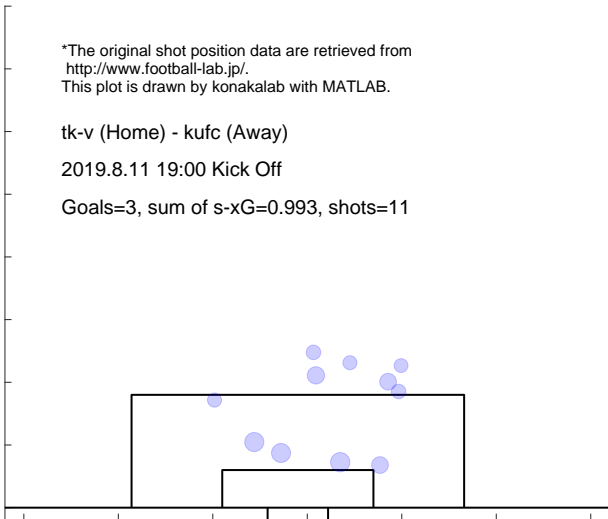 *The original shot position data are retrieved from
http://www.football-lab.jp/.
This plot is drawn by konakalab with MATLAB.
tk-v (Home) - kufc (Away)
2019.8.11 19:00 Kick Off
Goals=3, sum of s-xG=0.993, shots=11